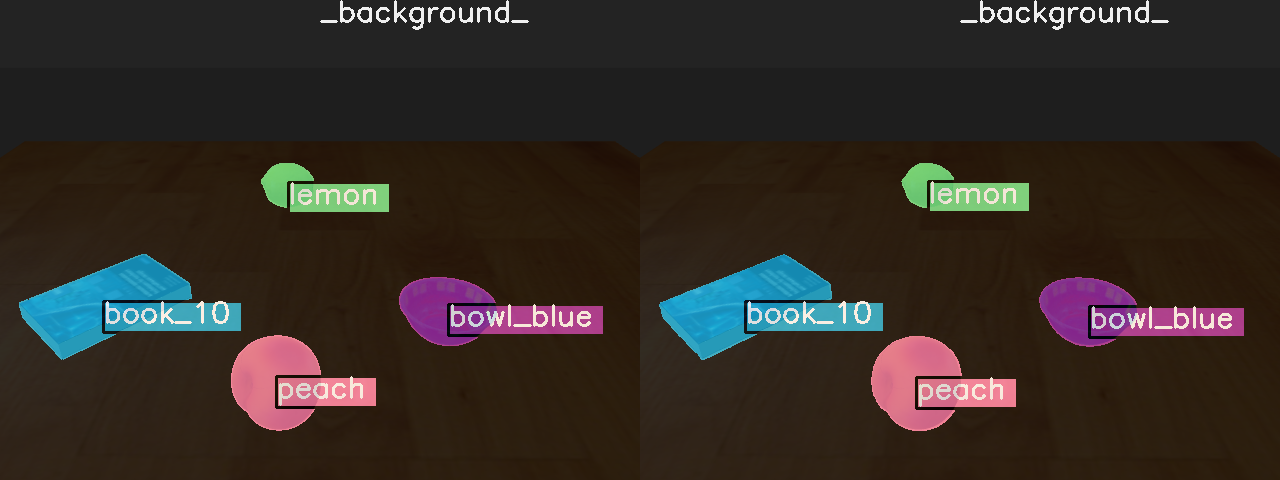 _background_ _background_
lemon lemon
book_10 bowl_blue book_10 bowl_blue
peach peach